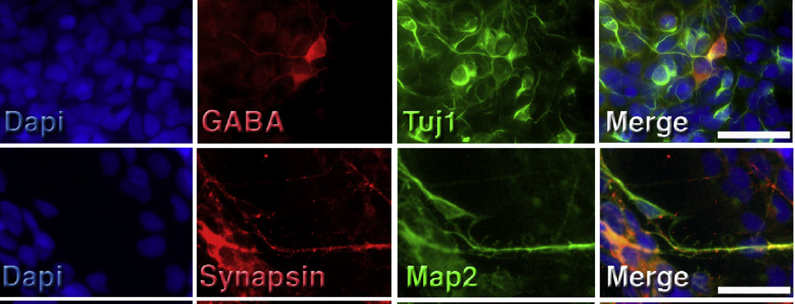 Dapi
GABA
Tuj1
Merge
Dapi
Synapsin
Map2
Merge